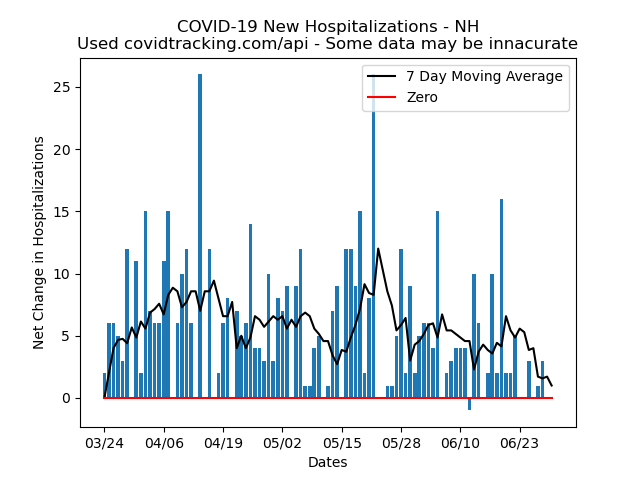 COVID-19 New Hospitalizations - NH
Used covidtracking.com/api - Some data may be innacurate
7 Day Moving Average
Zero
Net Change in Hospitalizations
25
20
15
10
5
0
03/24 04/06 04/19 05/02 05/15 05/28 06/10 06/23
Dates